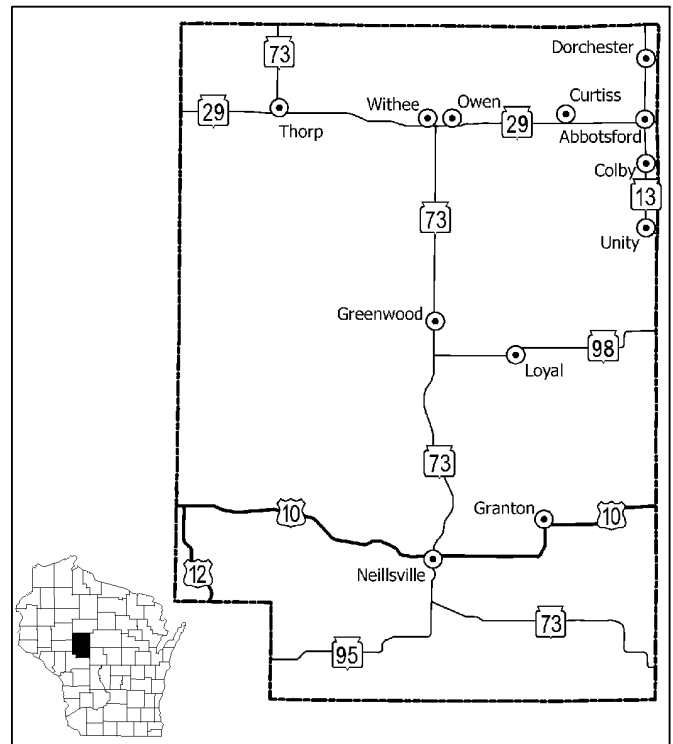 Dorchester
73
Curtiss
Withee
Owen
29
29
Thorp
Abbotsford
Colby
13
73
Unity
Greenwood
98
Loyal
73
Granton
10
10
Neillsville
12
73
95